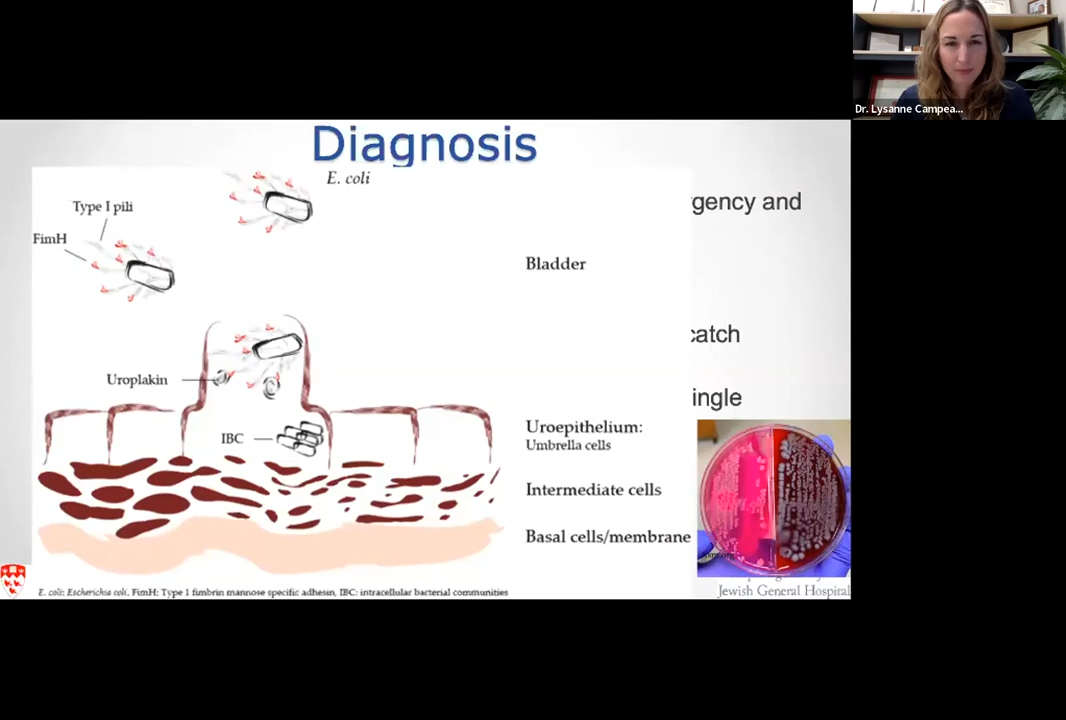 Dr. Lysanne Campea...
Diagnosis
E. coli
Type I pili
FimH
rgency and
Bladder
catch
Uroplakin
ingle
IBC
Uroepithelium:
Umbrella cells
Intermediate cells
Basal cells/membrane
Jewish General Hospital
E. coli: Escherichia coli, FimH: Type 1 fimbrin mannose specific adhesin, IBC: intracellular bacterial communities